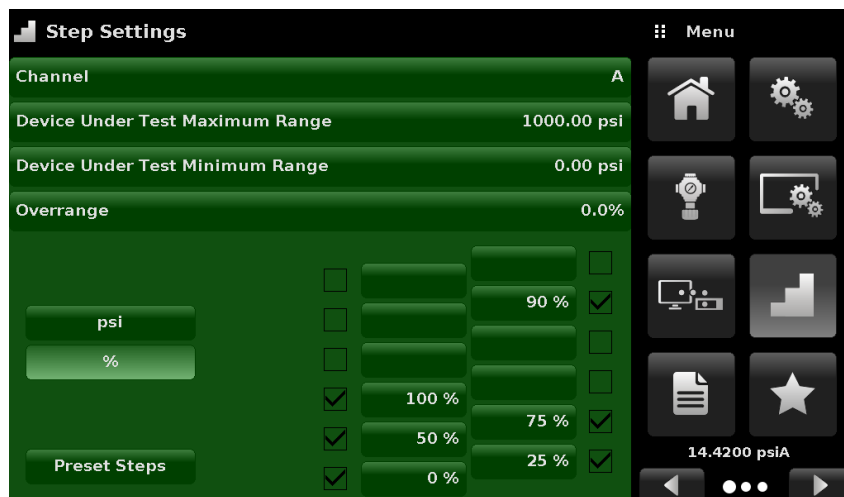 Step Settings
Menu
Channel A
Device Under Test Maximum Range 1000.00 psi
Device Under Test Minimum Range 0.00 psi
Overrange 0.0%
90 %
psi
%
100 %
75 %
50 %
25 %
Preset Steps
0 %
14.4200 psiA